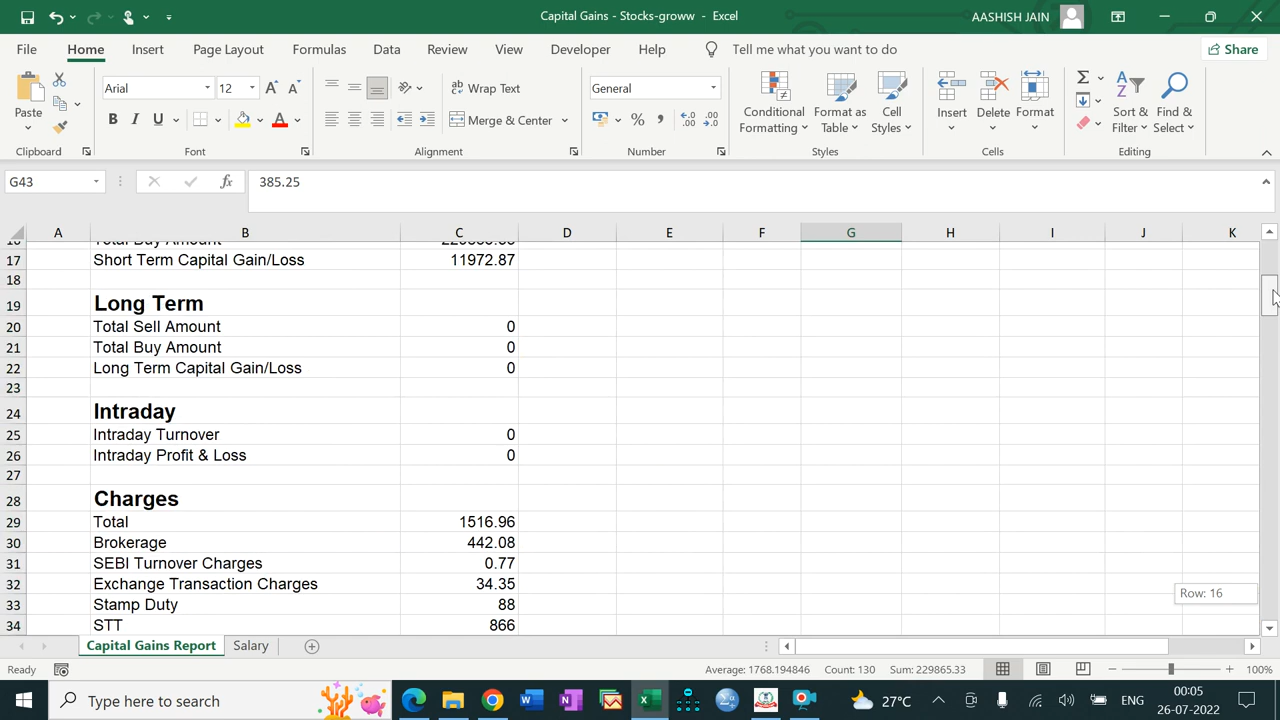 Capital Gains - Stocks-groww - Excel
AASHISH JAIN
File Home Insert Page Layout Formulas Data Review View Developer Help Tell me what you want to do Share
Paste
Arial 12
B I U A
ab Wrap Text
Merge & Center
General
% ,
Conditional Formatting
Format as Table
Cell Styles
Insert Delete Format
Sort & Filter
Find & Select
Clipboard Font Alignment Number Styles Cells Editing
G43 fx 385.25
A B C D E F G H I J K
16 Total Buy Amount
17 Short Term Capital Gain/Loss 11972.87
18
19 Long Term
20 Total Sell Amount 0
21 Total Buy Amount 0
22 Long Term Capital Gain/Loss 0
23
24 Intraday
25 Intraday Turnover 0
26 Intraday Profit & Loss 0
27
28 Charges
29 Total 1516.96
30 Brokerage 442.08
31 SEBI Turnover Charges 0.77
32 Exchange Transaction Charges 34.35
33 Stamp Duty 88
Row: 16
34 STT 866
Capital Gains Report Salary
Ready Average: 1768.194846 Count: 130 Sum: 229865.33 100%
Type here to search 27°C ENG 00:05
26-07-2022